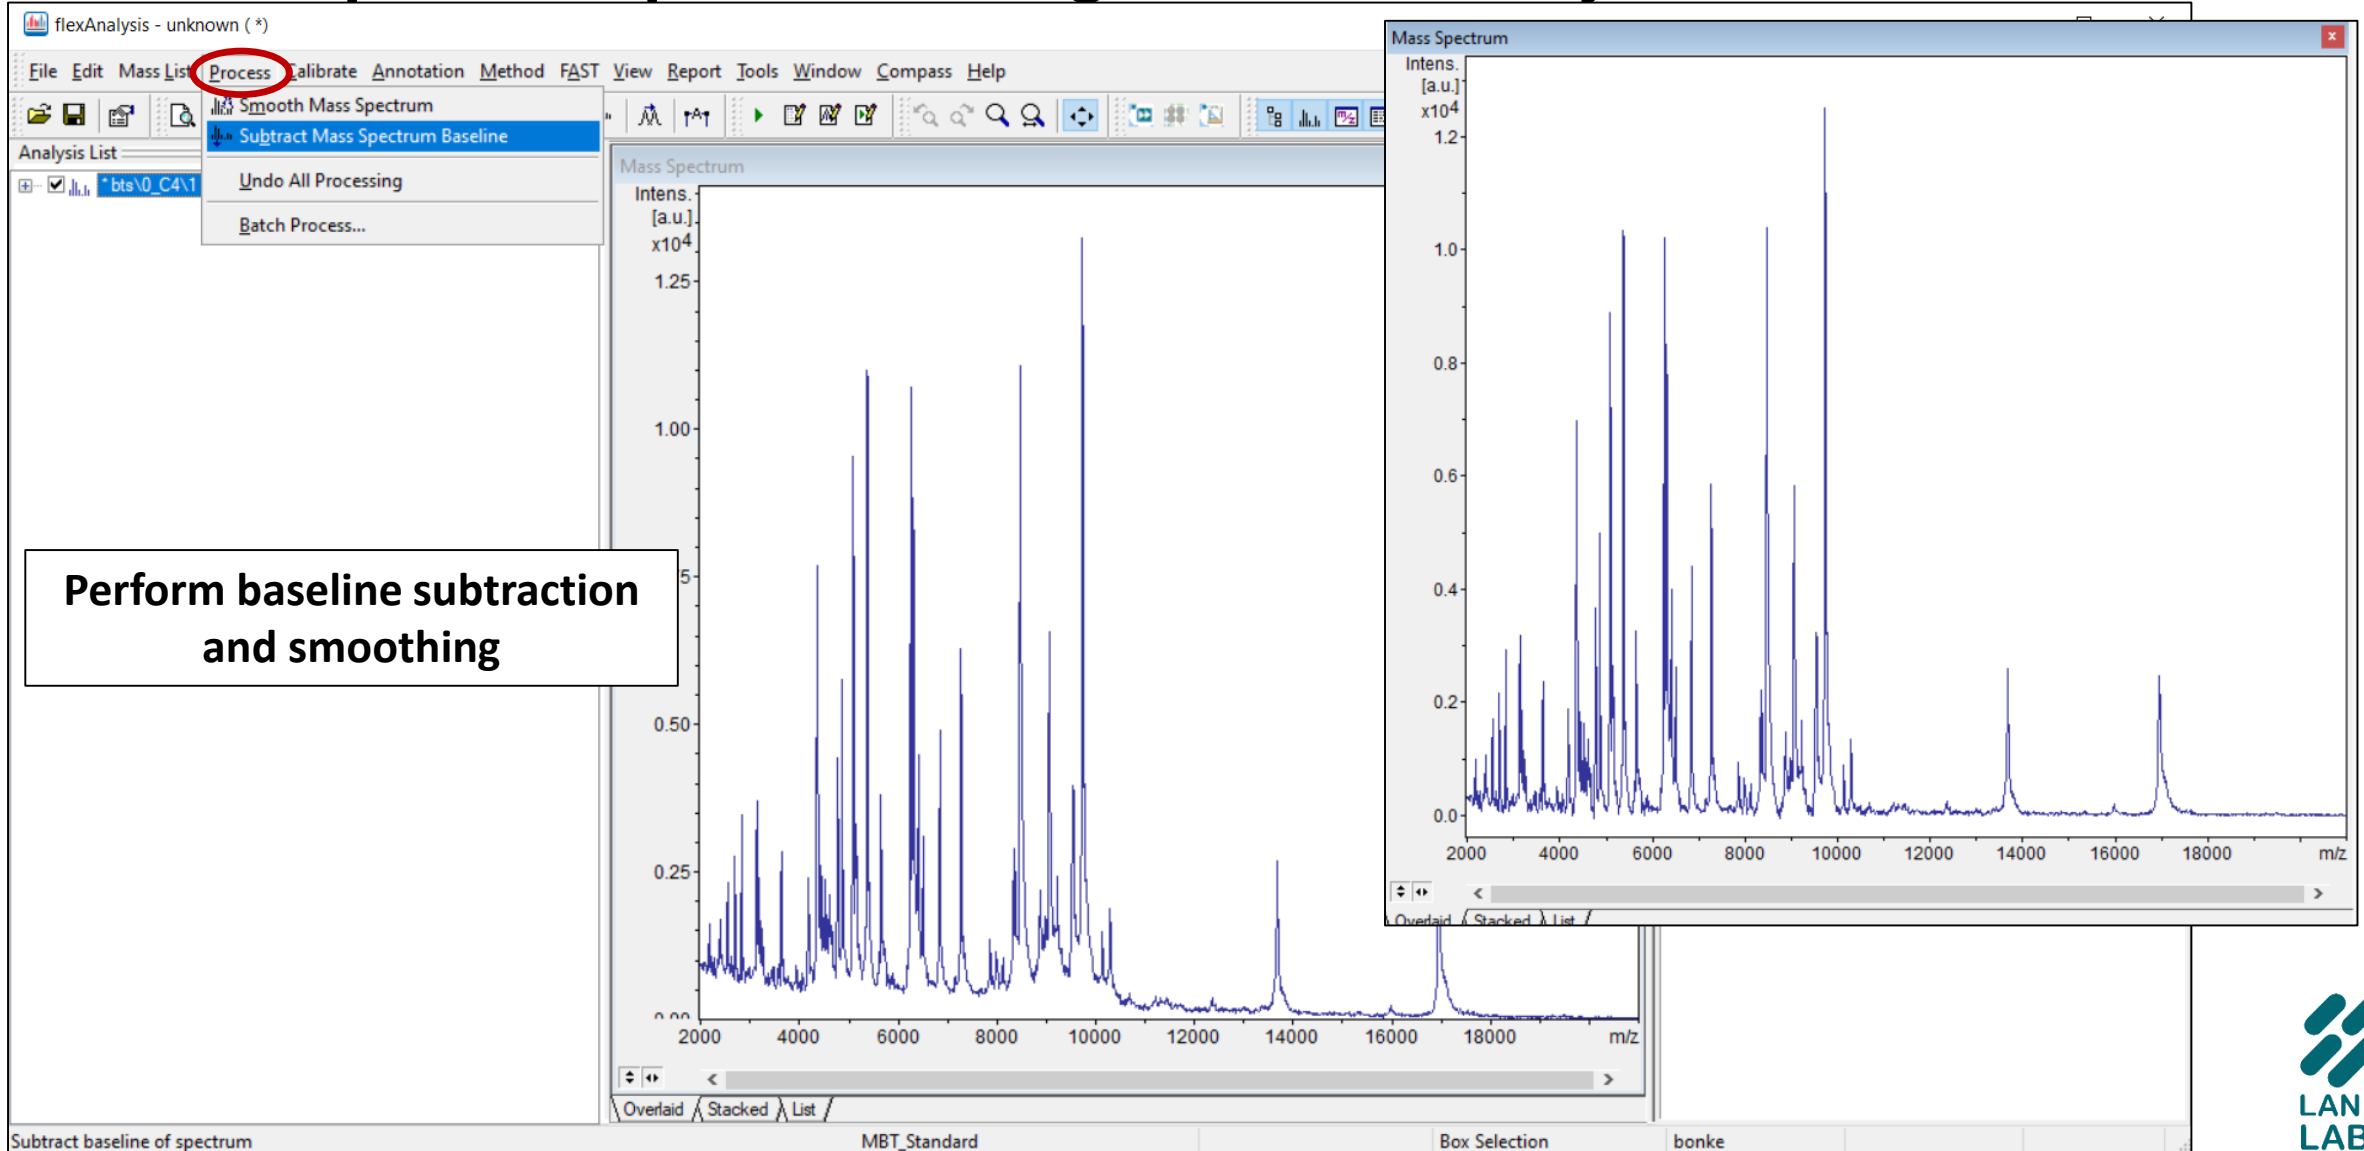 flexAnalysis - unknown ( *)
File Edit Mass List Process Calibrate Annotation Method FAST View Report Tools Window Compass Help
Smooth Mass Spectrum
Subtract Mass Spectrum Baseline
Undo All Processing
Batch Process...
Analysis List
* bts\0_C4\1
Perform baseline subtraction
and smoothing
Mass Spectrum
Intens.
[a.u.]
x104
1.25
1.00
0.50
0.25
0.00
2000 4000 6000 8000 10000 12000 14000 16000 18000 m/z
Overlaid Stacked List
Mass Spectrum
Intens.
[a.u.]
x104
1.2
1.0
0.8
0.6
0.4
0.2
0.0
2000 4000 6000 8000 10000 12000 14000 16000 18000 m/z
Overlaid Stacked List
Subtract baseline of spectrum MBT_Standard Box Selection bonke
LAN
LAB